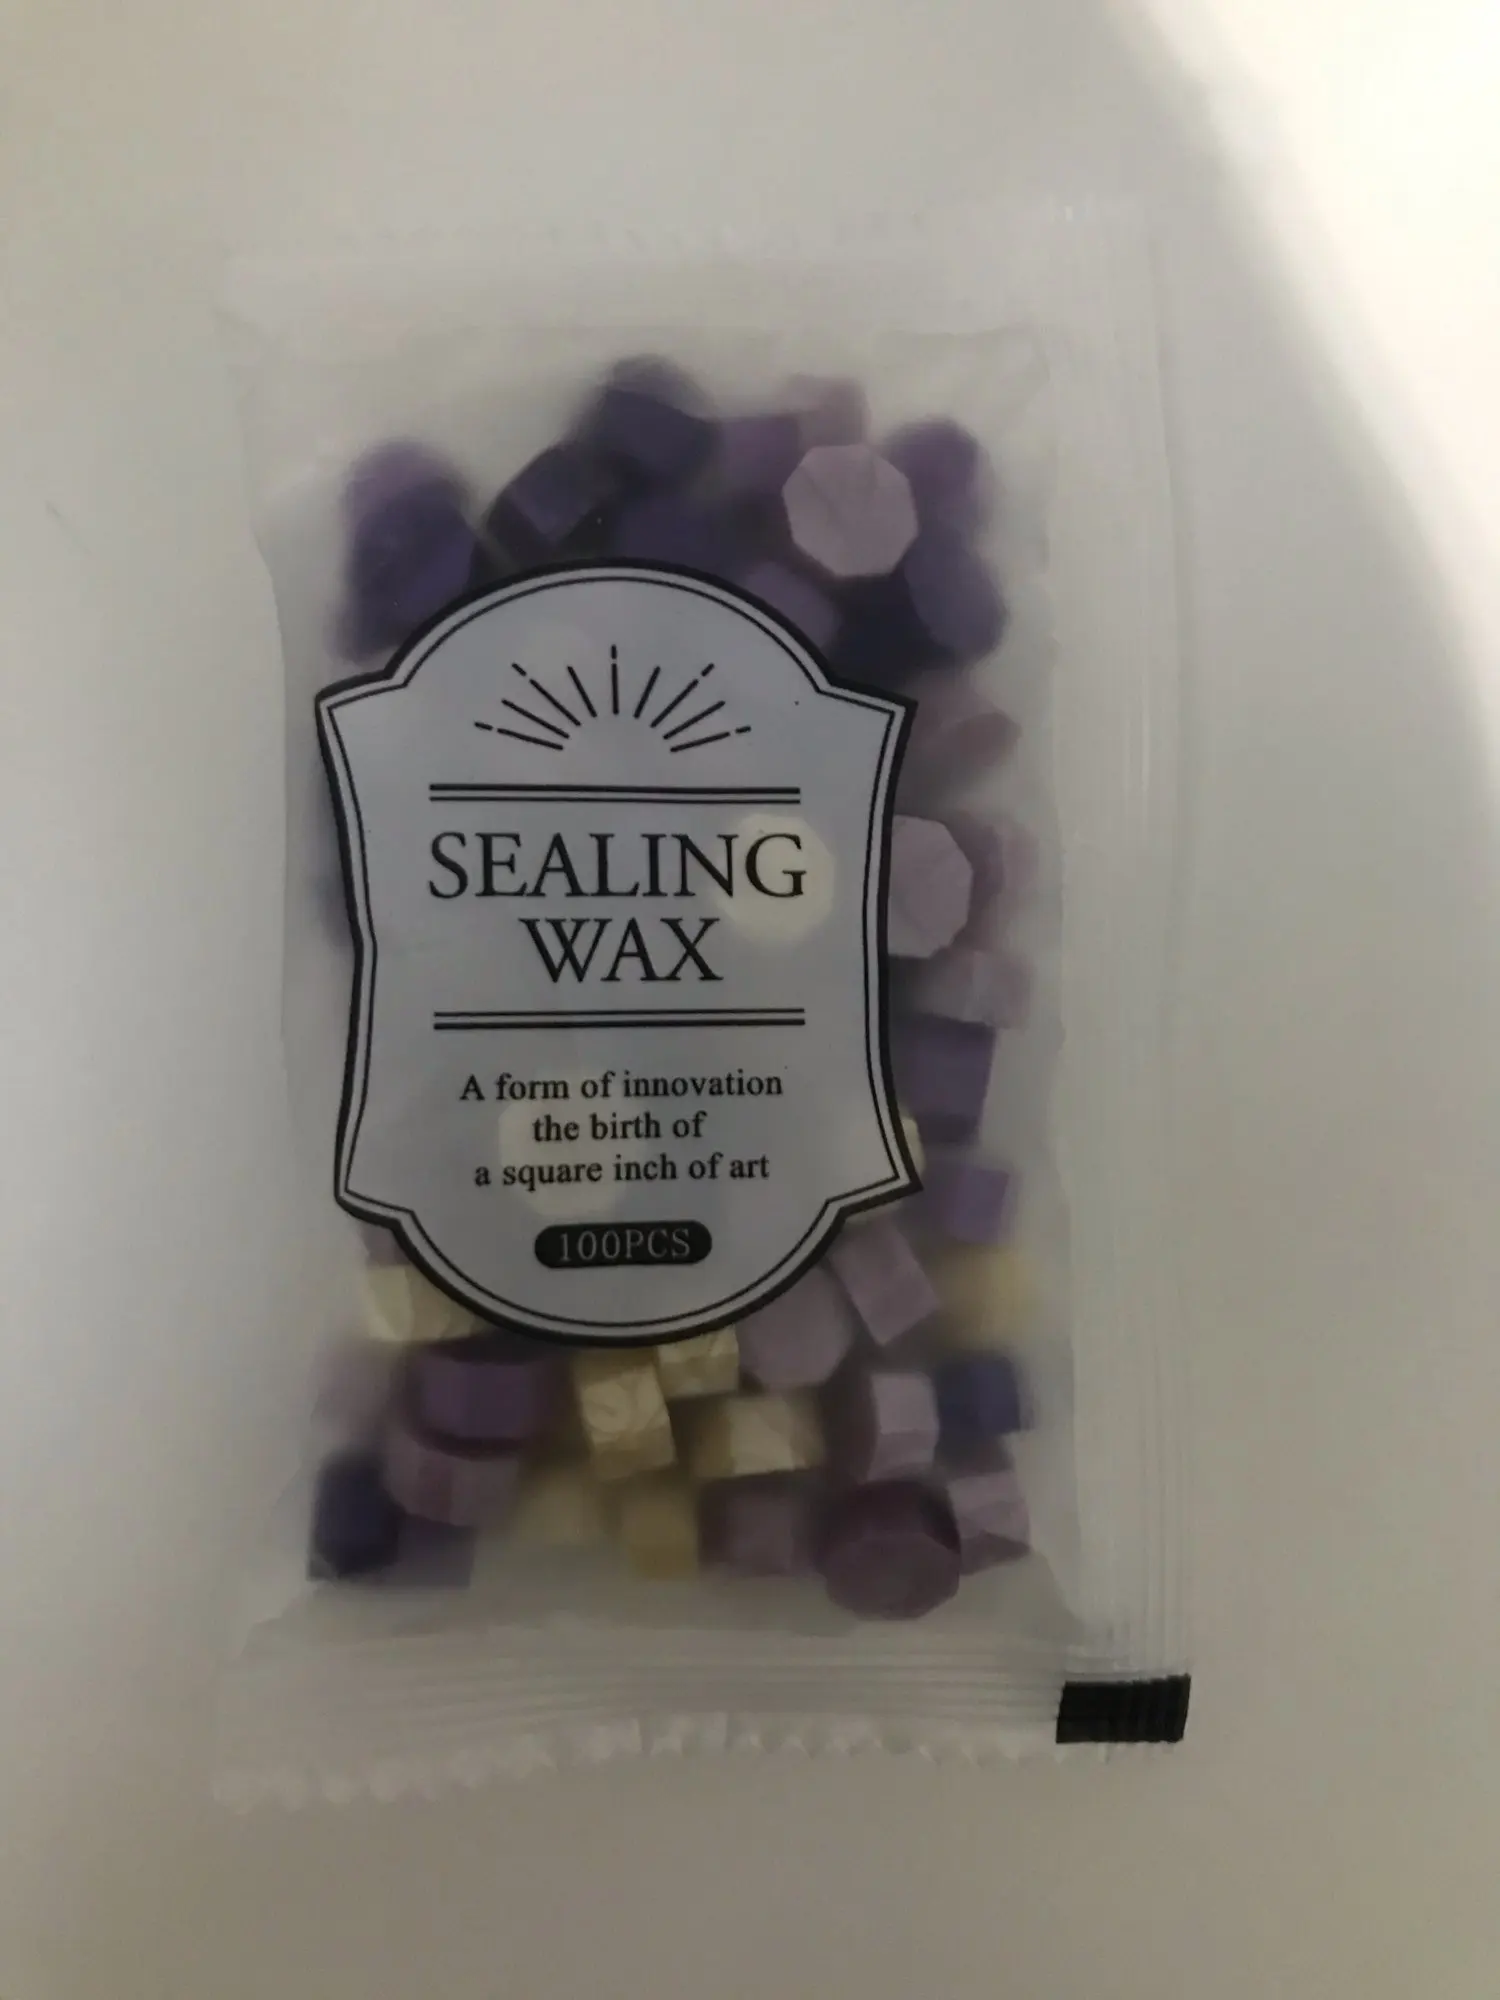 SEALING
WAX
A form of innovation
the birth of
a square inch of art
100PCS